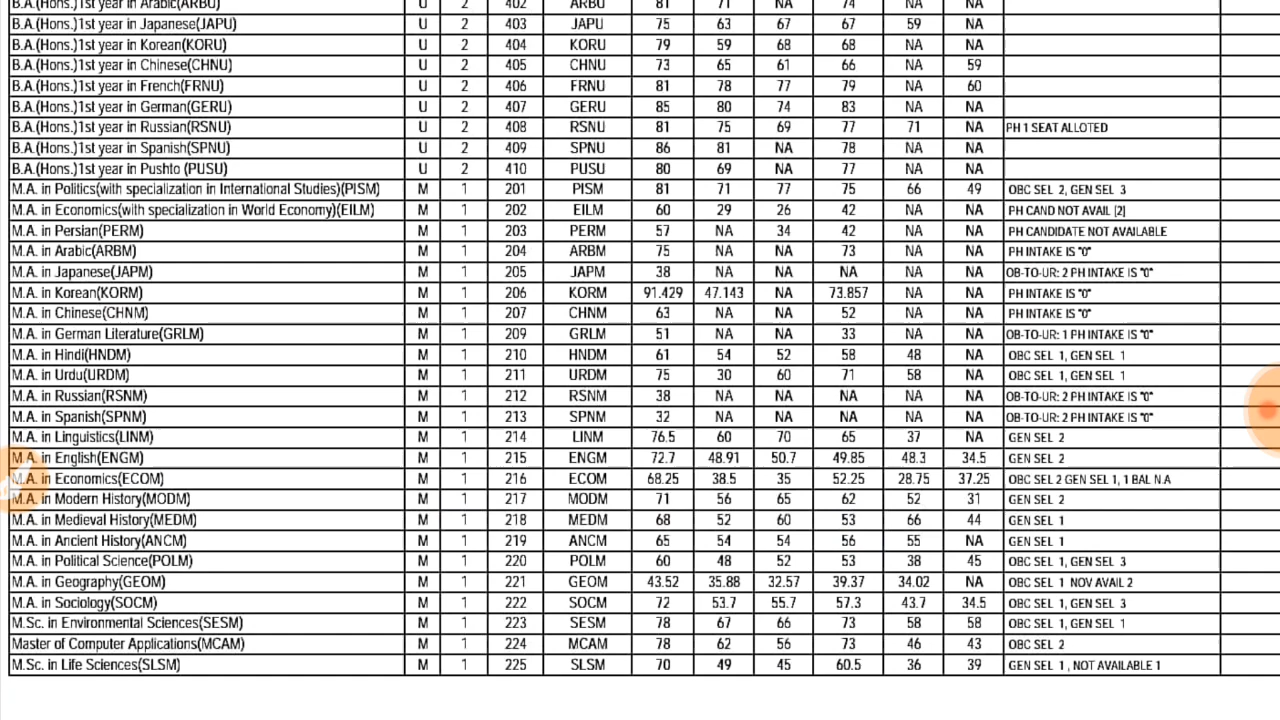 B.A.(Hons.)1st year in Arabic(ARBU) U 2 402 ARBU 81 71 NA 74 NA NA
B.A.(Hons.)1st year in Japanese(JAPU) U 2 403 JAPU 75 63 67 67 59 NA
B.A.(Hons.)1st year in Korean(KORU) U 2 404 KORU 79 59 68 68 NA NA
B.A.(Hons.)1st year in Chinese(CHNU) U 2 405 CHNU 73 65 61 66 NA 59
B.A.(Hons.)1st year in French(FRNU) U 2 406 FRNU 81 78 77 79 NA 60
B.A.(Hons.)1st year in German(GERU) U 2 407 GERU 85 80 74 83 NA NA
B.A.(Hons.)1st year in Russian(RSNU) U 2 408 RSNU 81 75 69 77 71 NA PH 1 SEAT ALLOTED
B.A.(Hons.)1st year in Spanish(SPNU) U 2 409 SPNU 86 81 NA 78 NA NA
B.A.(Hons.)1st year in Pushto (PUSU) U 2 410 PUSU 80 69 NA 77 NA NA
M.A. in Politics(with specialization in International Studies)(PISM) M 1 201 PISM 81 71 77 75 66 49 OBC SEL 2, GEN SEL 3
M.A. in Economics(with specialization in World Economy)(EILM) M 1 202 EILM 60 29 26 42 NA NA PH CAND NOT AVAIL [2]
M.A. in Persian(PERM) M 1 203 PERM 57 NA 34 42 NA NA PH CANDIDATE NOT AVAILABLE
M.A. in Arabic(ARBM) M 1 204 ARBM 75 NA NA 73 NA NA PH INTAKE IS "0"
M.A. in Japanese(JAPM) M 1 205 JAPM 38 NA NA NA NA NA OB-TO-UR: 2 PH INTAKE IS "0"
M.A. in Korean(KORM) M 1 206 KORM 91.429 47.143 NA 73.857 NA NA PH INTAKE IS "0"
M.A. in Chinese(CHNM) M 1 207 CHNM 63 NA NA 52 NA NA PH INTAKE IS "0"
M.A. in German Literature(GRLM) M 1 209 GRLM 51 NA NA 33 NA NA OB-TO-UR: 1 PH INTAKE IS "0"
M.A. in Hindi(HNDM) M 1 210 HNDM 61 54 52 58 48 NA OBC SEL 1, GEN SEL 1
M.A. in Urdu(URDM) M 1 211 URDM 75 30 60 71 58 NA OBC SEL 1, GEN SEL 1
M.A. in Russian(RSNM) M 1 212 RSNM 38 NA NA NA NA NA OB-TO-UR: 2 PH INTAKE IS "0"
M.A. in Spanish(SPNM) M 1 213 SPNM 32 NA NA NA NA NA OB-TO-UR: 2 PH INTAKE IS "0"
M.A. in Linguistics(LINM) M 1 214 LINM 76.5 60 70 65 37 NA GEN SEL 2
M.A. in English(ENGM) M 1 215 ENGM 72.7 48.91 50.7 49.85 48.3 34.5 GEN SEL 2
M.A. in Economics(ECOM) M 1 216 ECOM 68.25 38.5 35 52.25 28.75 37.25 OBC SEL 2 GEN SEL 1, 1 BAL N.A
M.A. in Modern History(MODM) M 1 217 MODM 71 56 65 62 52 31 GEN SEL 2
M.A. in Medieval History(MEDM) M 1 218 MEDM 68 52 60 53 66 44 GEN SEL 1
M.A. in Ancient History(ANCM) M 1 219 ANCM 65 54 54 56 55 NA GEN SEL 1
M.A. in Political Science(POLM) M 1 220 POLM 60 48 52 53 38 45 OBC SEL 1, GEN SEL 3
M.A. in Geography(GEOM) M 1 221 GEOM 43.52 35.88 32.57 39.37 34.02 NA OBC SEL 1 NOV AVAIL 2
M.A. in Sociology(SOCM) M 1 222 SOCM 72 53.7 55.7 57.3 43.7 34.5 OBC SEL 1, GEN SEL 3
M.Sc. in Environmental Sciences(SESM) M 1 223 SESM 78 67 66 73 58 58 OBC SEL 1, GEN SEL 1
Master of Computer Applications(MCAM) M 1 224 MCAM 78 62 56 73 46 43 OBC SEL 2
M.Sc. in Life Sciences(SLSM) M 1 225 SLSM 70 49 45 60.5 36 39 GEN SEL 1 , NOT AVAILABLE 1